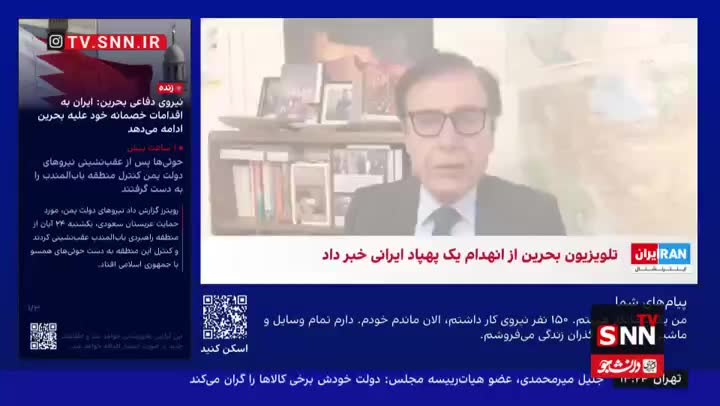 TV.SNN.IR
زنده
نیروی دفاعی بحرین: ایران به
اقدامات خصمانه خود علیه بحرین
ادامه می‌دهد
۱ ساعت پیش
حوثی‌ها پس از عقب‌نشینی نیروهای
دولت یمن کنترل منطقه باب‌المندب را
به دست گرفتند
رویترز گزارش داد نیروهای دولت یمن، مورد
حمایت عربستان سعودی، یکشنبه ۲۴ آبان از
منطقه راهبردی باب‌المندب عقب‌نشینی کردند
و کنترل این منطقه به دست حوثی‌های همسو
با جمهوری اسلامی افتاد.
تلویزیون بحرین از انهدام یک پهپاد ایرانی خبر داد
IRAN ایران
اینترنشنال
اسکن کنید
پیام‌های شما
۱۵۰ نفر نیروی کار داشتم، الان ماندم خودم. دارم تمام وسایل و
گذران زندگی می‌فروشم.
SNN
دانشجو
تهران
جلیل میرمحمدی، عضو هیات‌رییسه مجلس: دولت خودش برخی کالاها را گران می‌کند